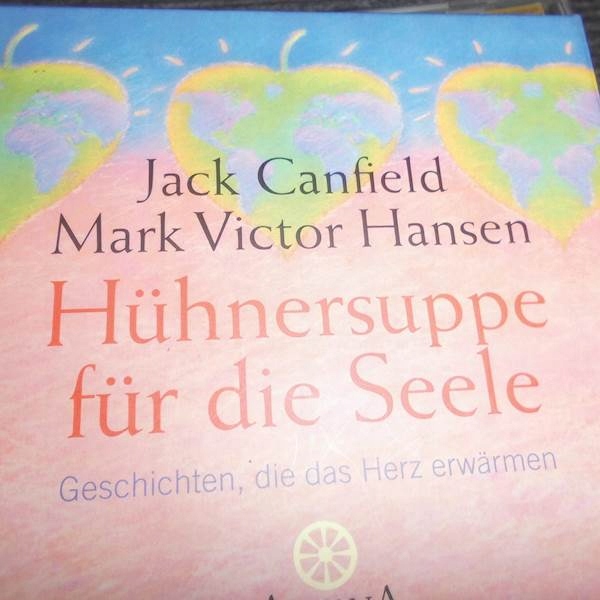 Jack Canfield
Mark Victor Hansen
Hühnersuppe
für die Seele
Geschichten, die das Herz erwärmen